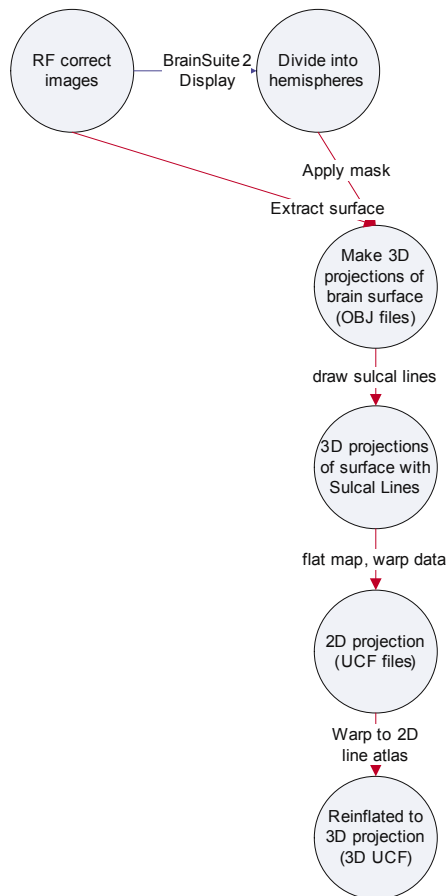 RF correct
images
BrainSuite 2
Display
Divide into
hemispheres
Apply mask
Extract surface
Make 3D
projections of
brain surface
(OBJ files)
draw sulcal lines
3D projections
of surface with
Sulcal Lines
flat map, warp data
2D projection
(UCF files)
Warp to 2D
line atlas
Reinflated to
3D projection
(3D UCF)